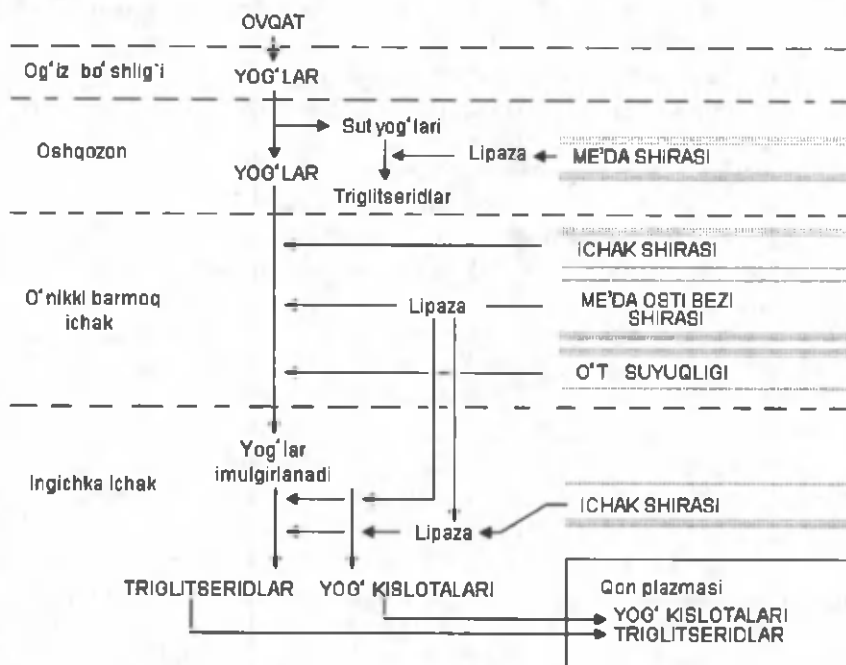 OVQAT
Og‘iz bo‘shlig‘i
YOG‘LAR
Sut yog‘lari
Oshqozon
Lipaza
ME’DA SHIRASI
YOG‘LAR
Triglitseridlar
ICHAK SHIRASI
O‘nikki barmoq
ichak
Lipaza
ME’DA OSTI BEZI
SHIRASI
O‘T SUYUQLIGI
Yog‘lar
imulgirlanadi
Ingichka Ichak
ICHAK SHIRASI
Lipaza
TRIGLITSERIDLAR
YOG‘ KISLOTALARI
Qon plazmasi
YOG‘ KISLOTALARI
TRIGLITSERIDLAR